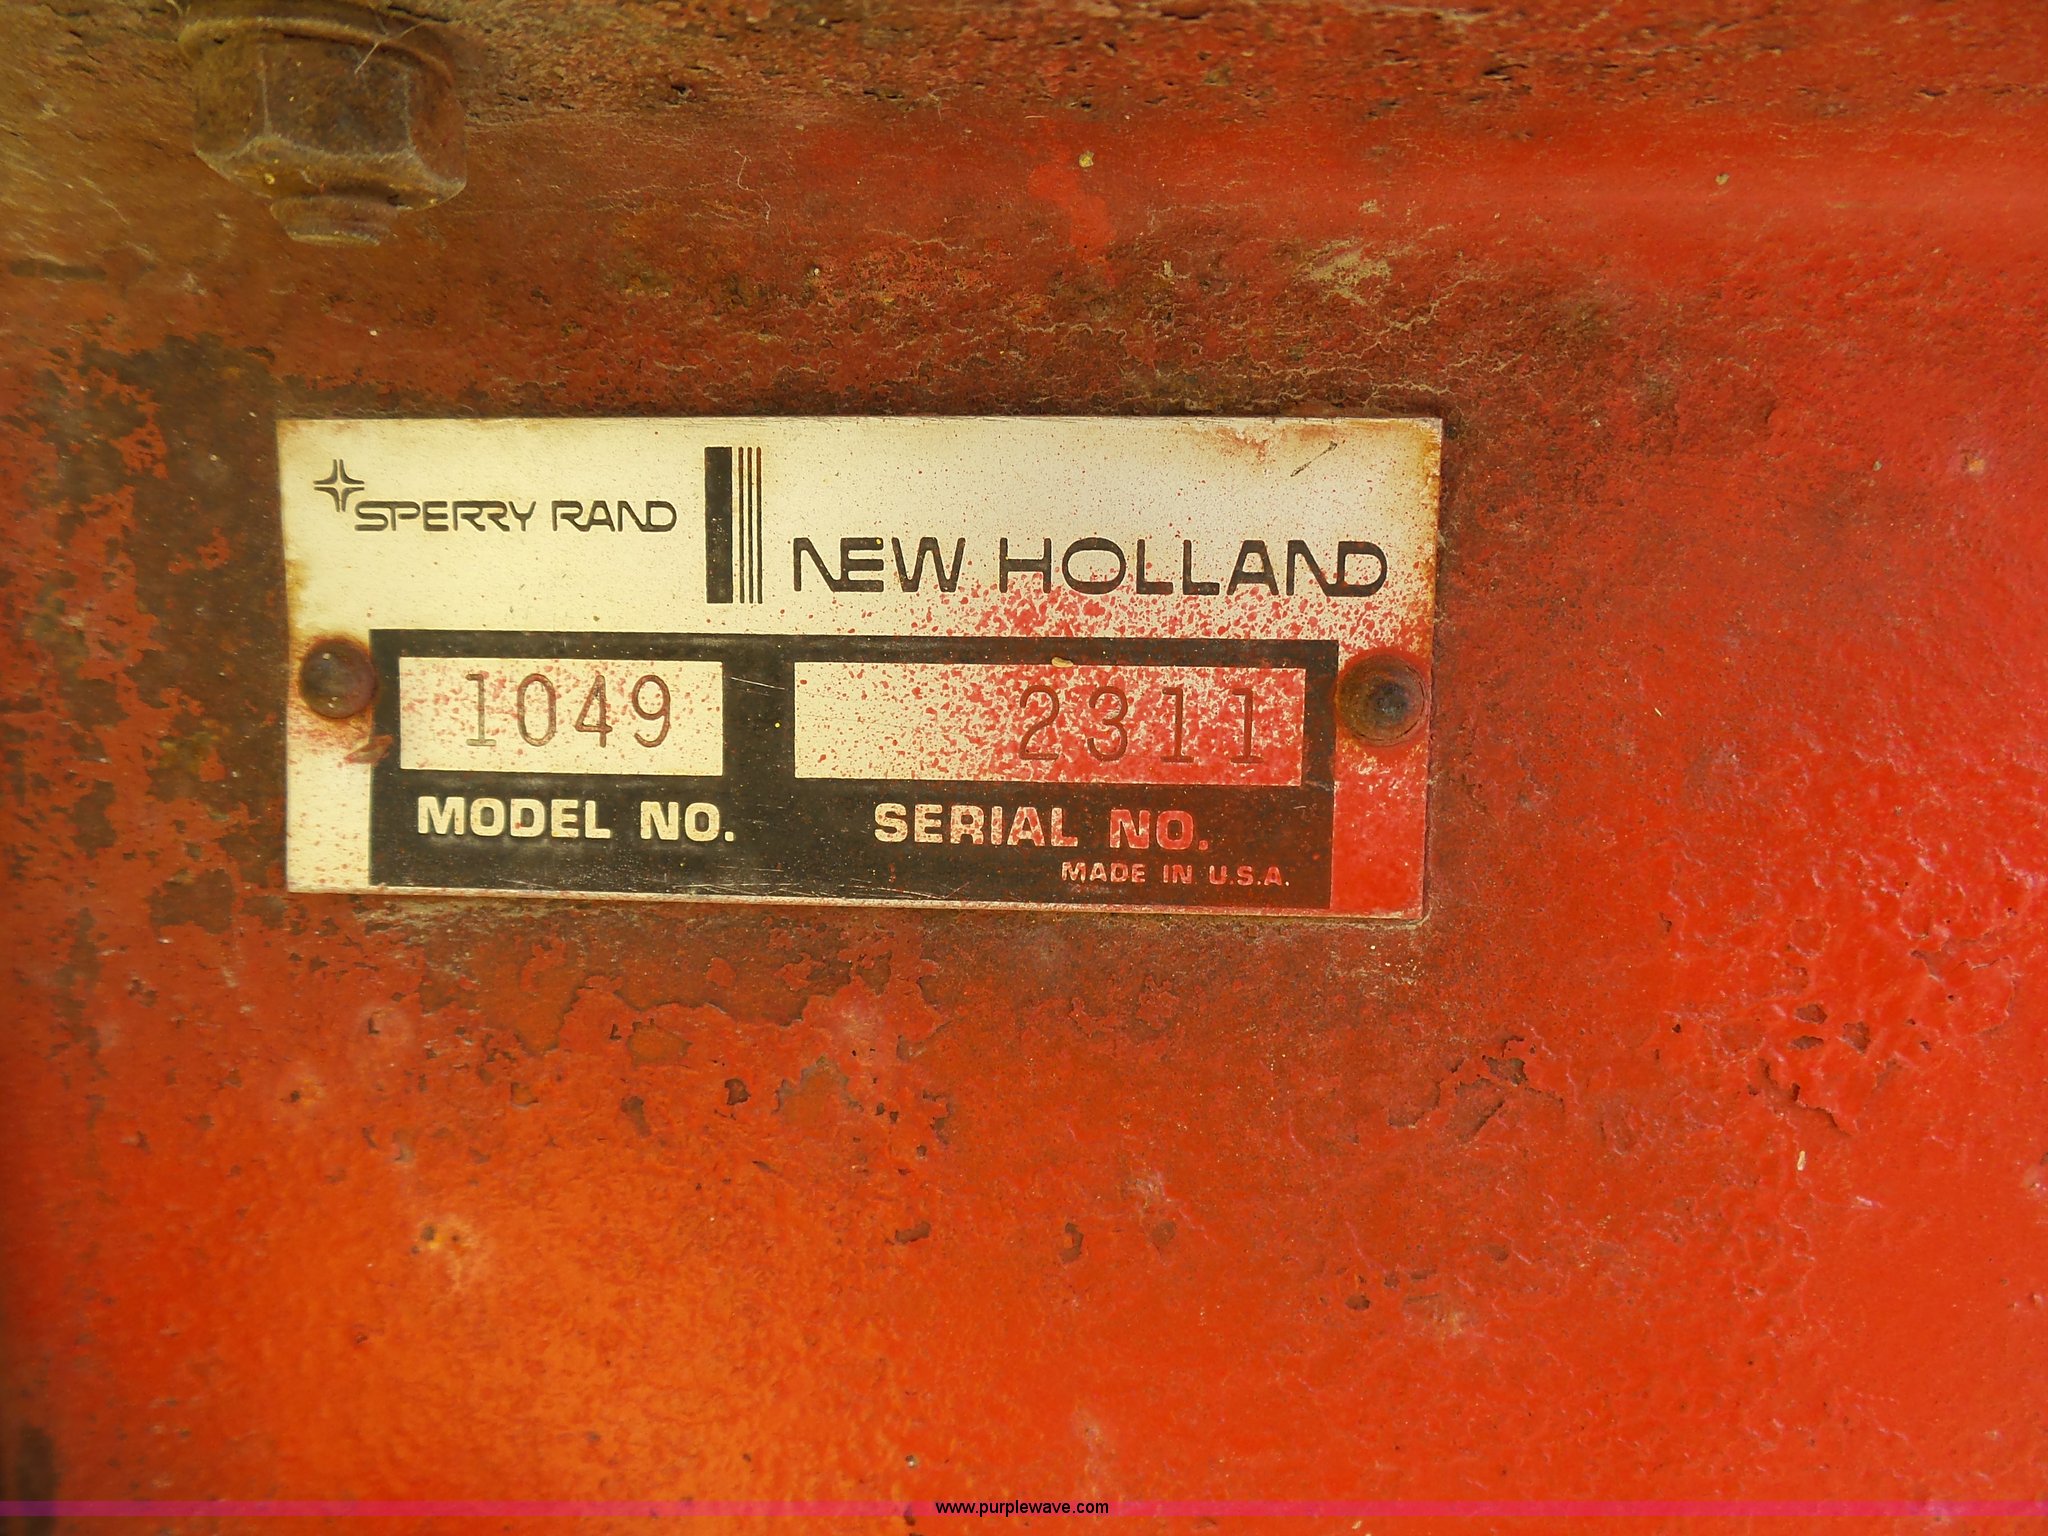 SPERRY RAND
NEW HOLLAND
1049
2311
MODEL NO.
SERIAL NO.
MADE IN U.S.A.
www.purplewave.com